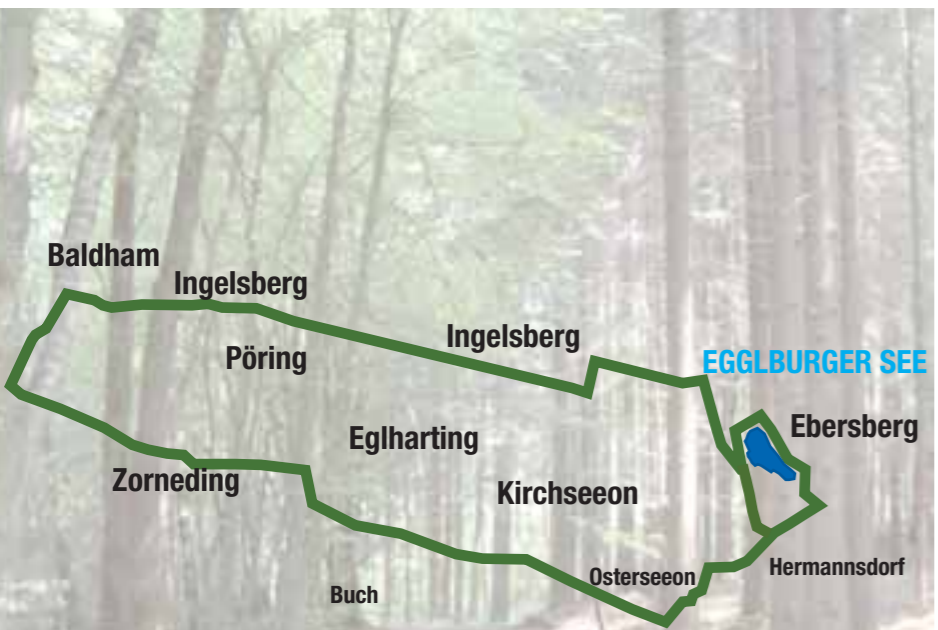 Baldham
Ingelsberg
Ingelsberg
Pöring
EGGLBURGER SEE
Ebersberg
Eglharting
Zorneding
Kirchseeon
Osterseeon
Hermannsdorf
Buch